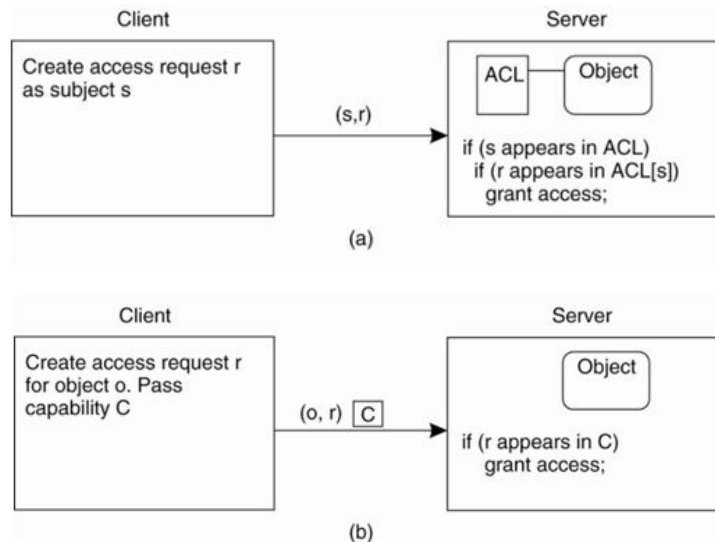 Client
Server
Create access request r
as subject s
(s,r)
ACL
Object
if (s appears in ACL)
if (r appears in ACL[s])
grant access;
(a)
Client
Server
Create access request r
for object o. Pass
capability C
(o, r) C
Object
if (r appears in C)
grant access;
(b)